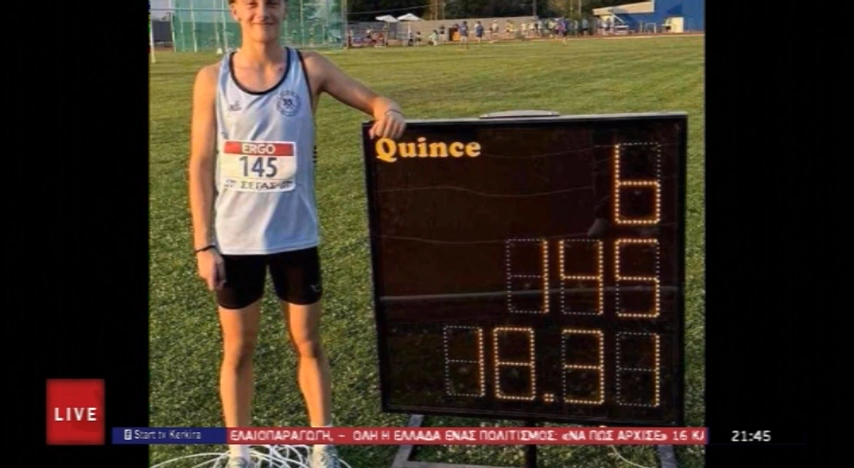 Quince
6
145
18.37
ERGO
145
ΣΕΓΑΣ
LIVE
Start tv Kerkira
ΕΛΑΙΟΠΑΡΑΓΩΓΗ, – ΟΛΗ Η ΕΛΛΑΔΑ ΕΝΑΣ ΠΟΛΙΤΙΣΜΟΣ: «ΝΑ ΠΩΣ ΑΡΧΙΣΕ» 16 ΚΑ
21:45